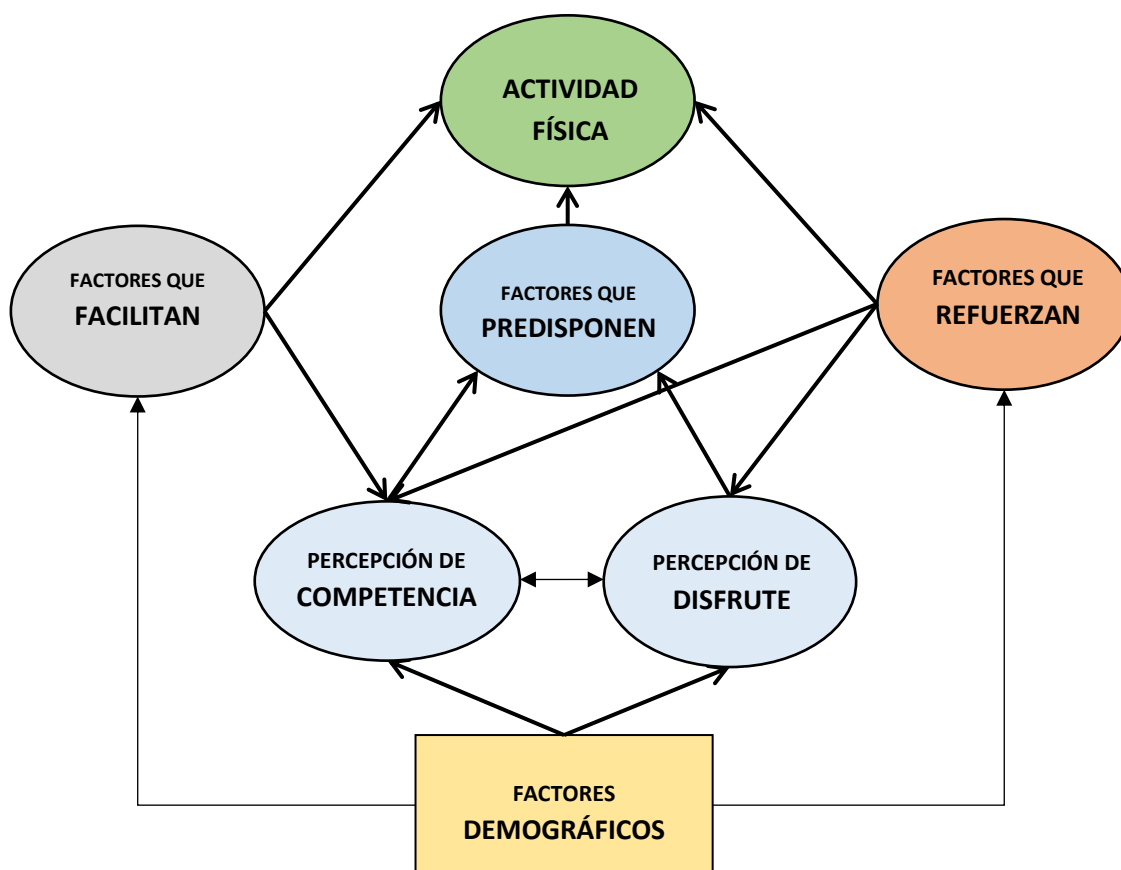 ACTIVIDAD
FÍSICA
FACTORES QUE
FACILITAN
FACTORES QUE
PREDISPONEN
FACTORES QUE
REFUERZAN
PERCEPCIÓN DE
COMPETENCIA
PERCEPCIÓN DE
DISFRUTE
FACTORES
DEMOGRÁFICOS